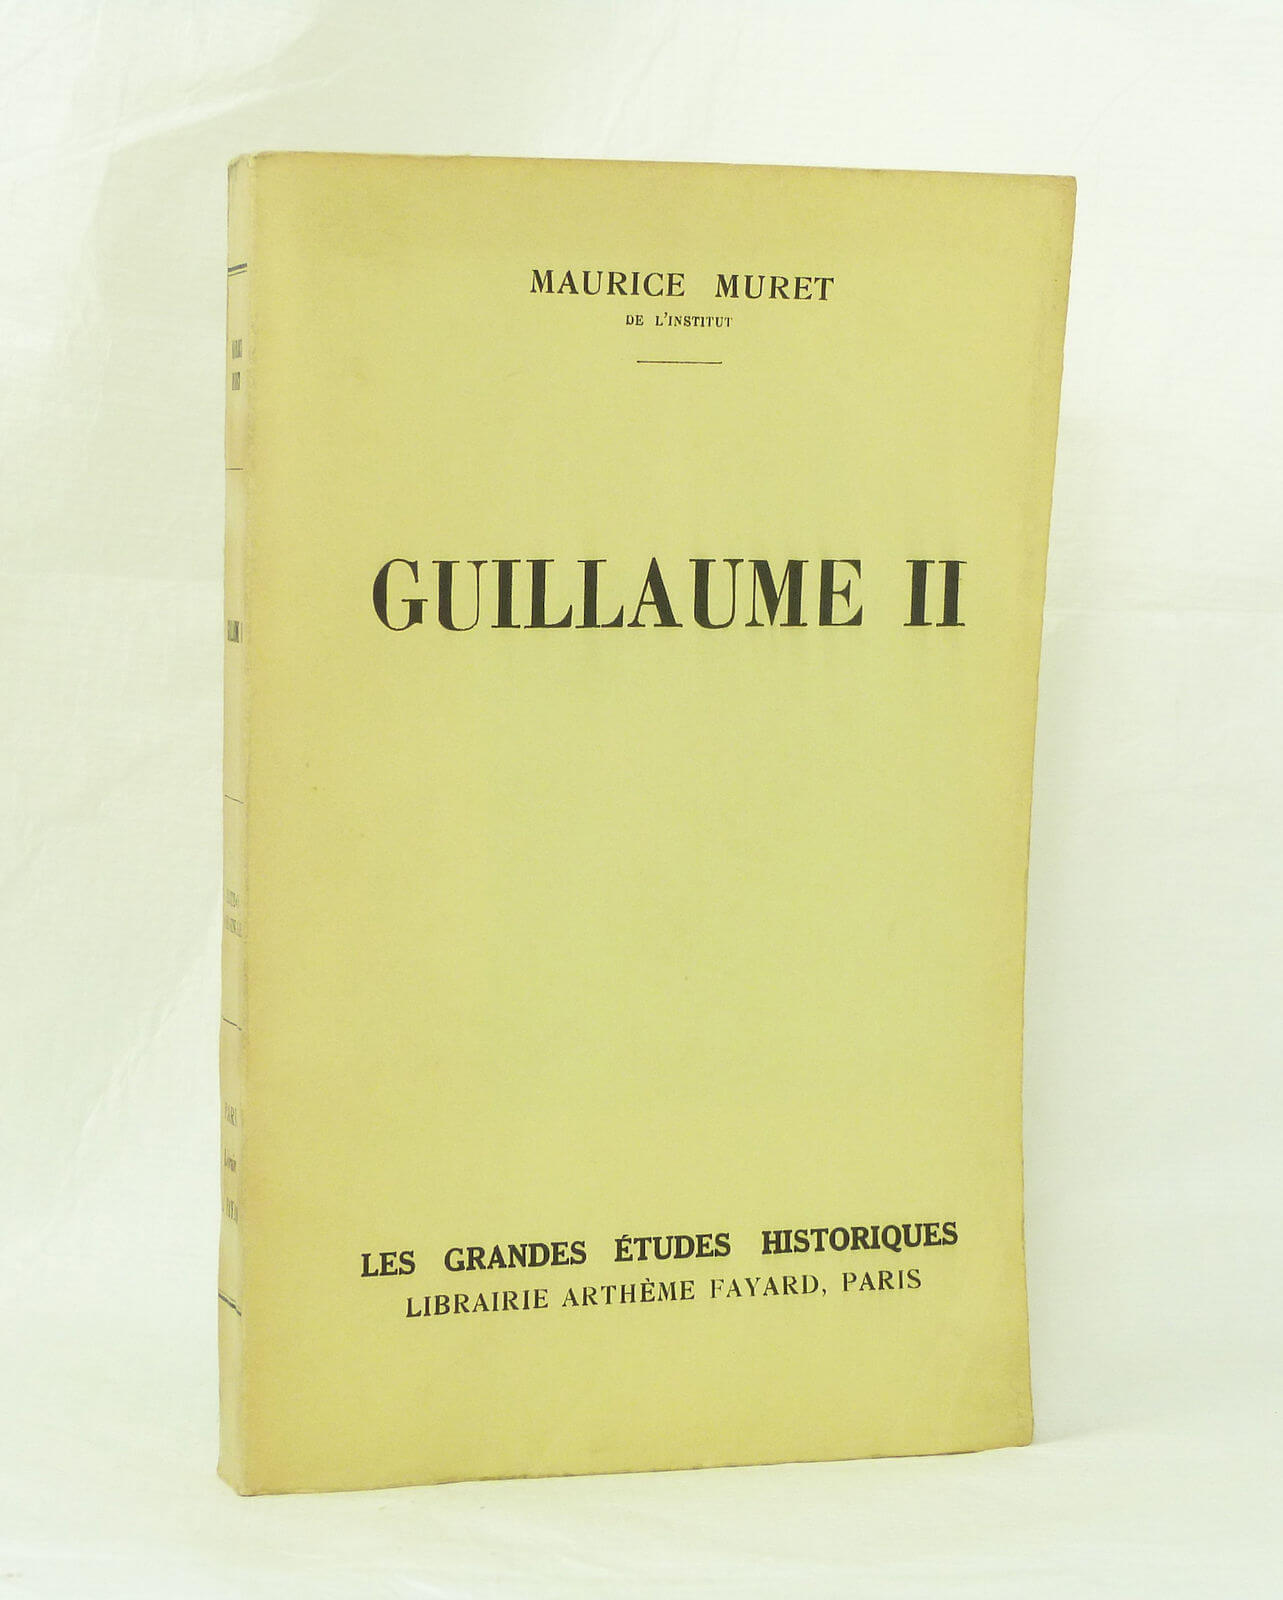 MAURICE MURET
DE L'INSTITUT
GUILLAUME II
LES GRANDES ÉTUDES HISTORIQUES
LIBRAIRIE ARTHÈME FAYARD, PARIS